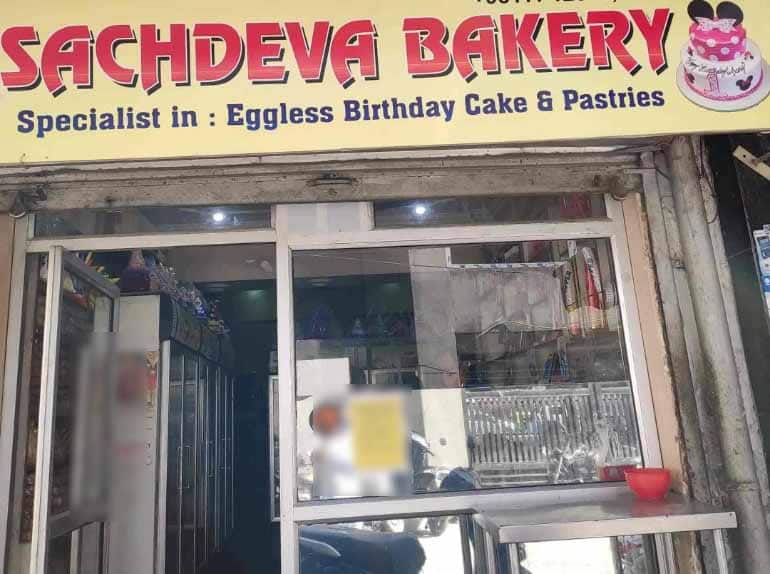 SACHDEVA BAKERY
Specialist in : Eggless Birthday Cake & Pastries